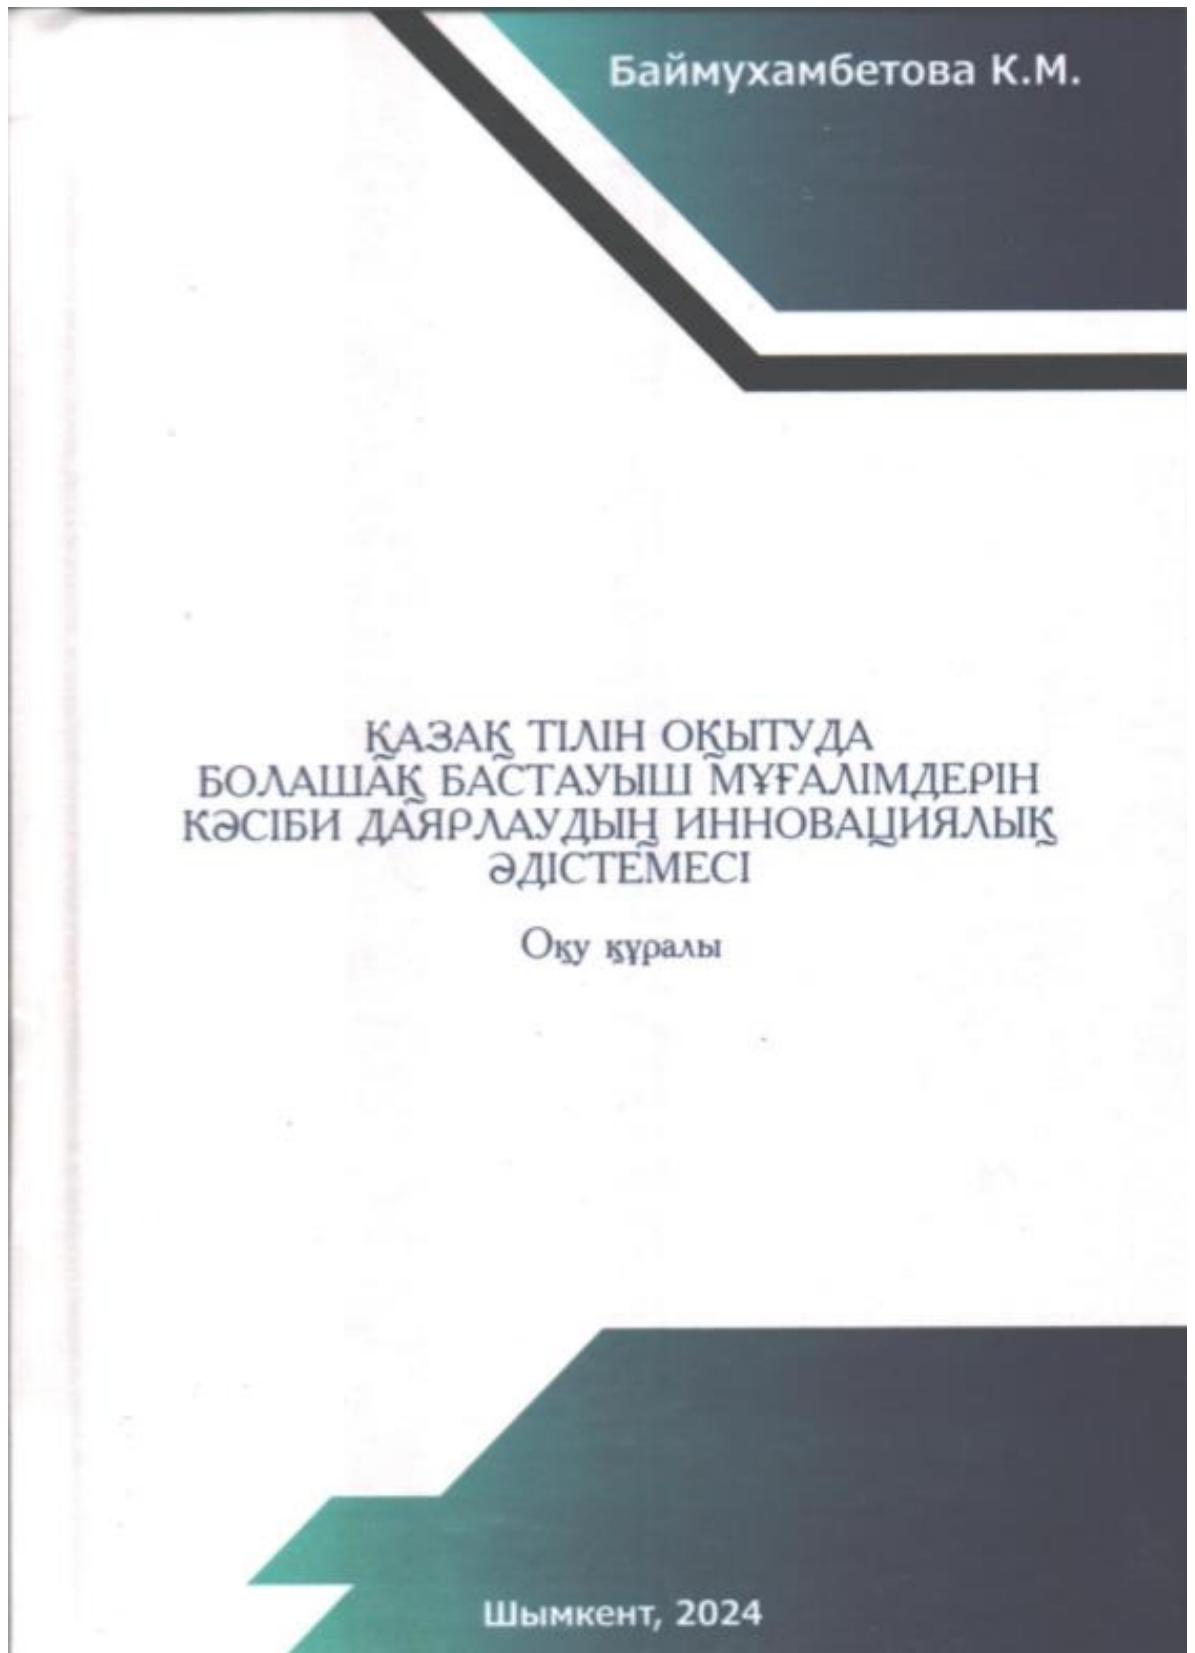 Баймухамбетова К.М.
ҚАЗАҚ ТІЛІН ОҚЫТУДА
БОЛАШАҚ БАСТАУЫШ МҰҒАЛІМДЕРІН
КӘСІБИ ДАЯРЛАУДЫҢ ИННОВАЦИЯЛЫҚ
ӘДІСТЕМЕСІ
Оқу құралы
Шымкент, 2024